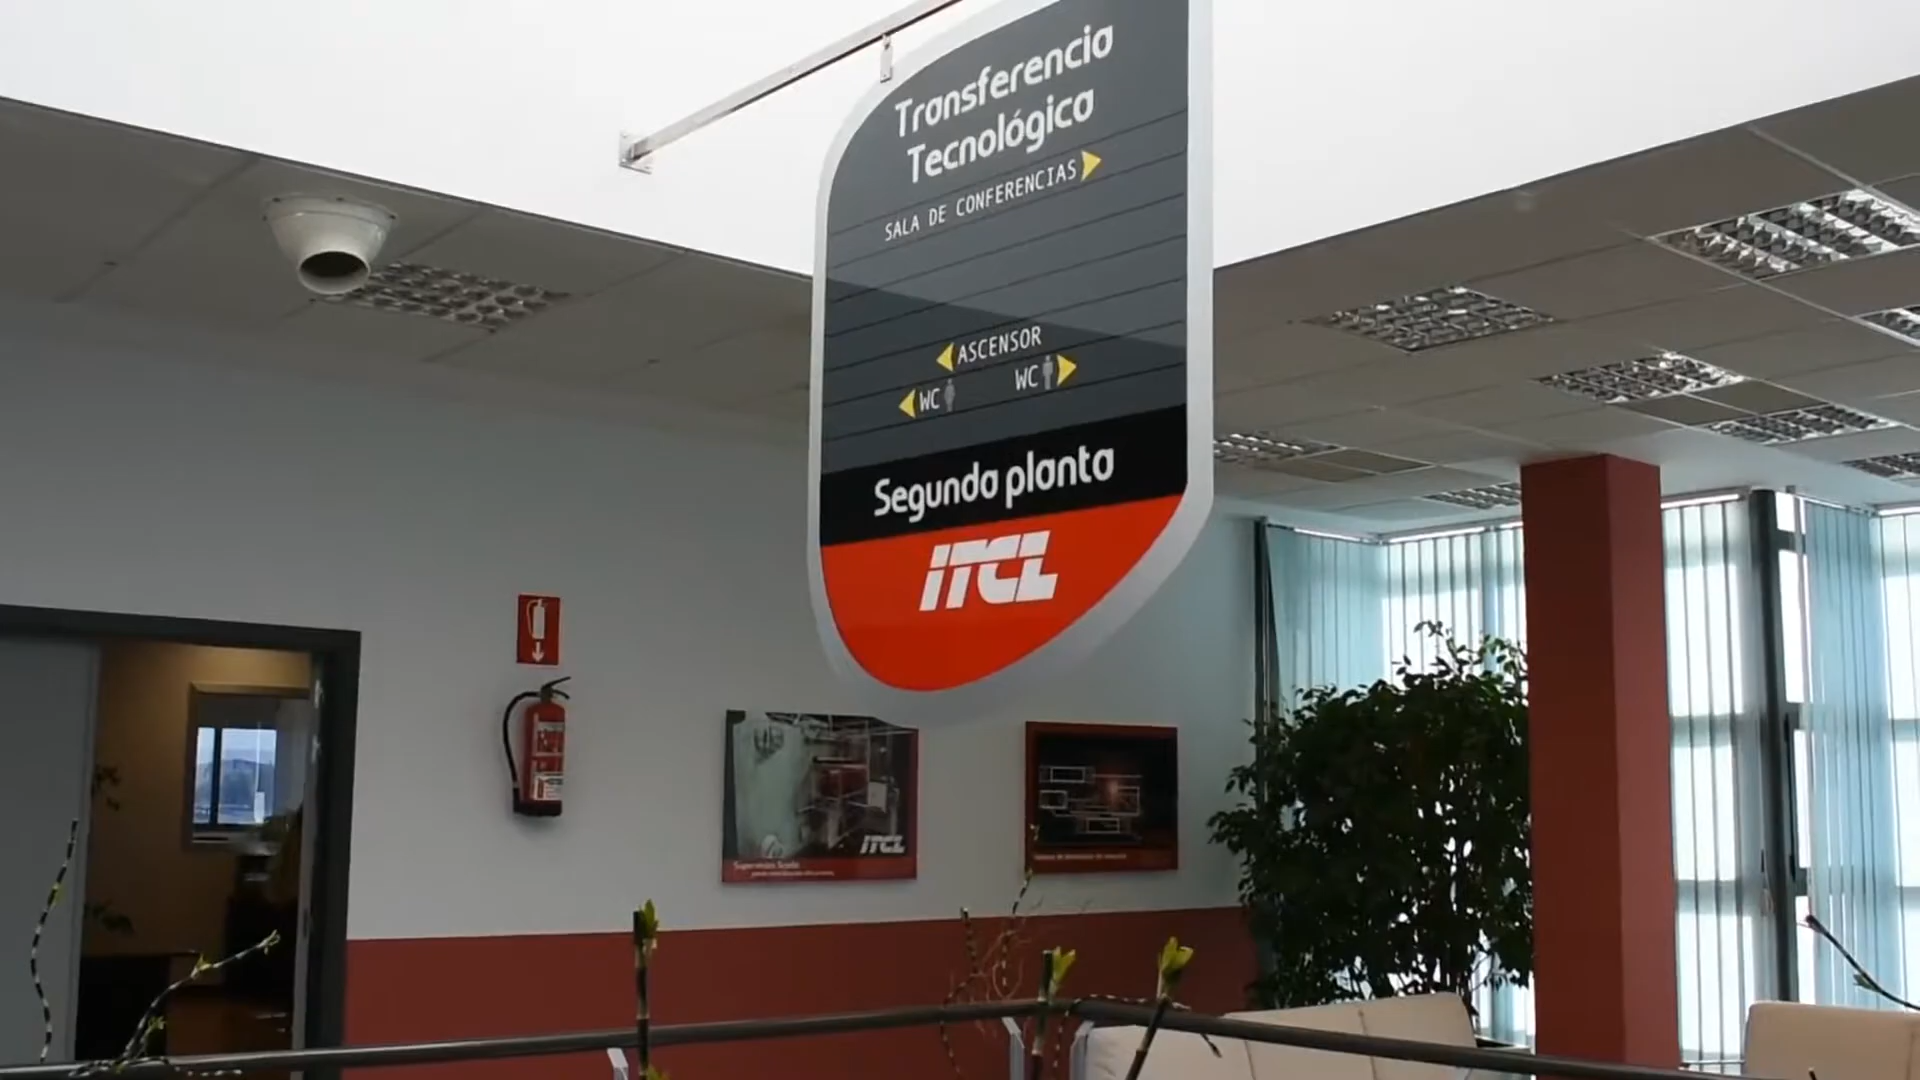 Transferencia
Tecnológica
SALA DE CONFERENCIAS
ASCENSOR
WC
WC
Segunda planta
ITCL
ITCL